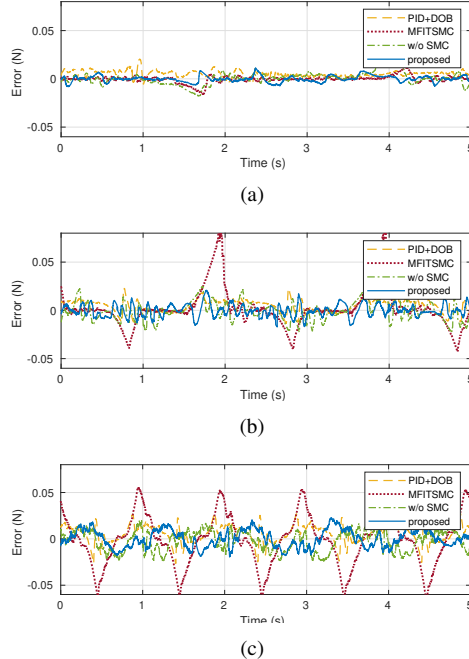 0.05
0
-0.05
Error (N)
PID+DOB
MFITSMC
w/o SMC
proposed
0 1 2 3 4 5
Time (s)
(a)
0.05
0
-0.05
Error (N)
PID+DOB
MFITSMC
w/o SMC
proposed
0 1 2 3 4 5
Time (s)
(b)
0.05
0
-0.05
Error (N)
PID+DOB
MFITSMC
w/o SMC
proposed
0 1 2 3 4 5
Time (s)
(c)